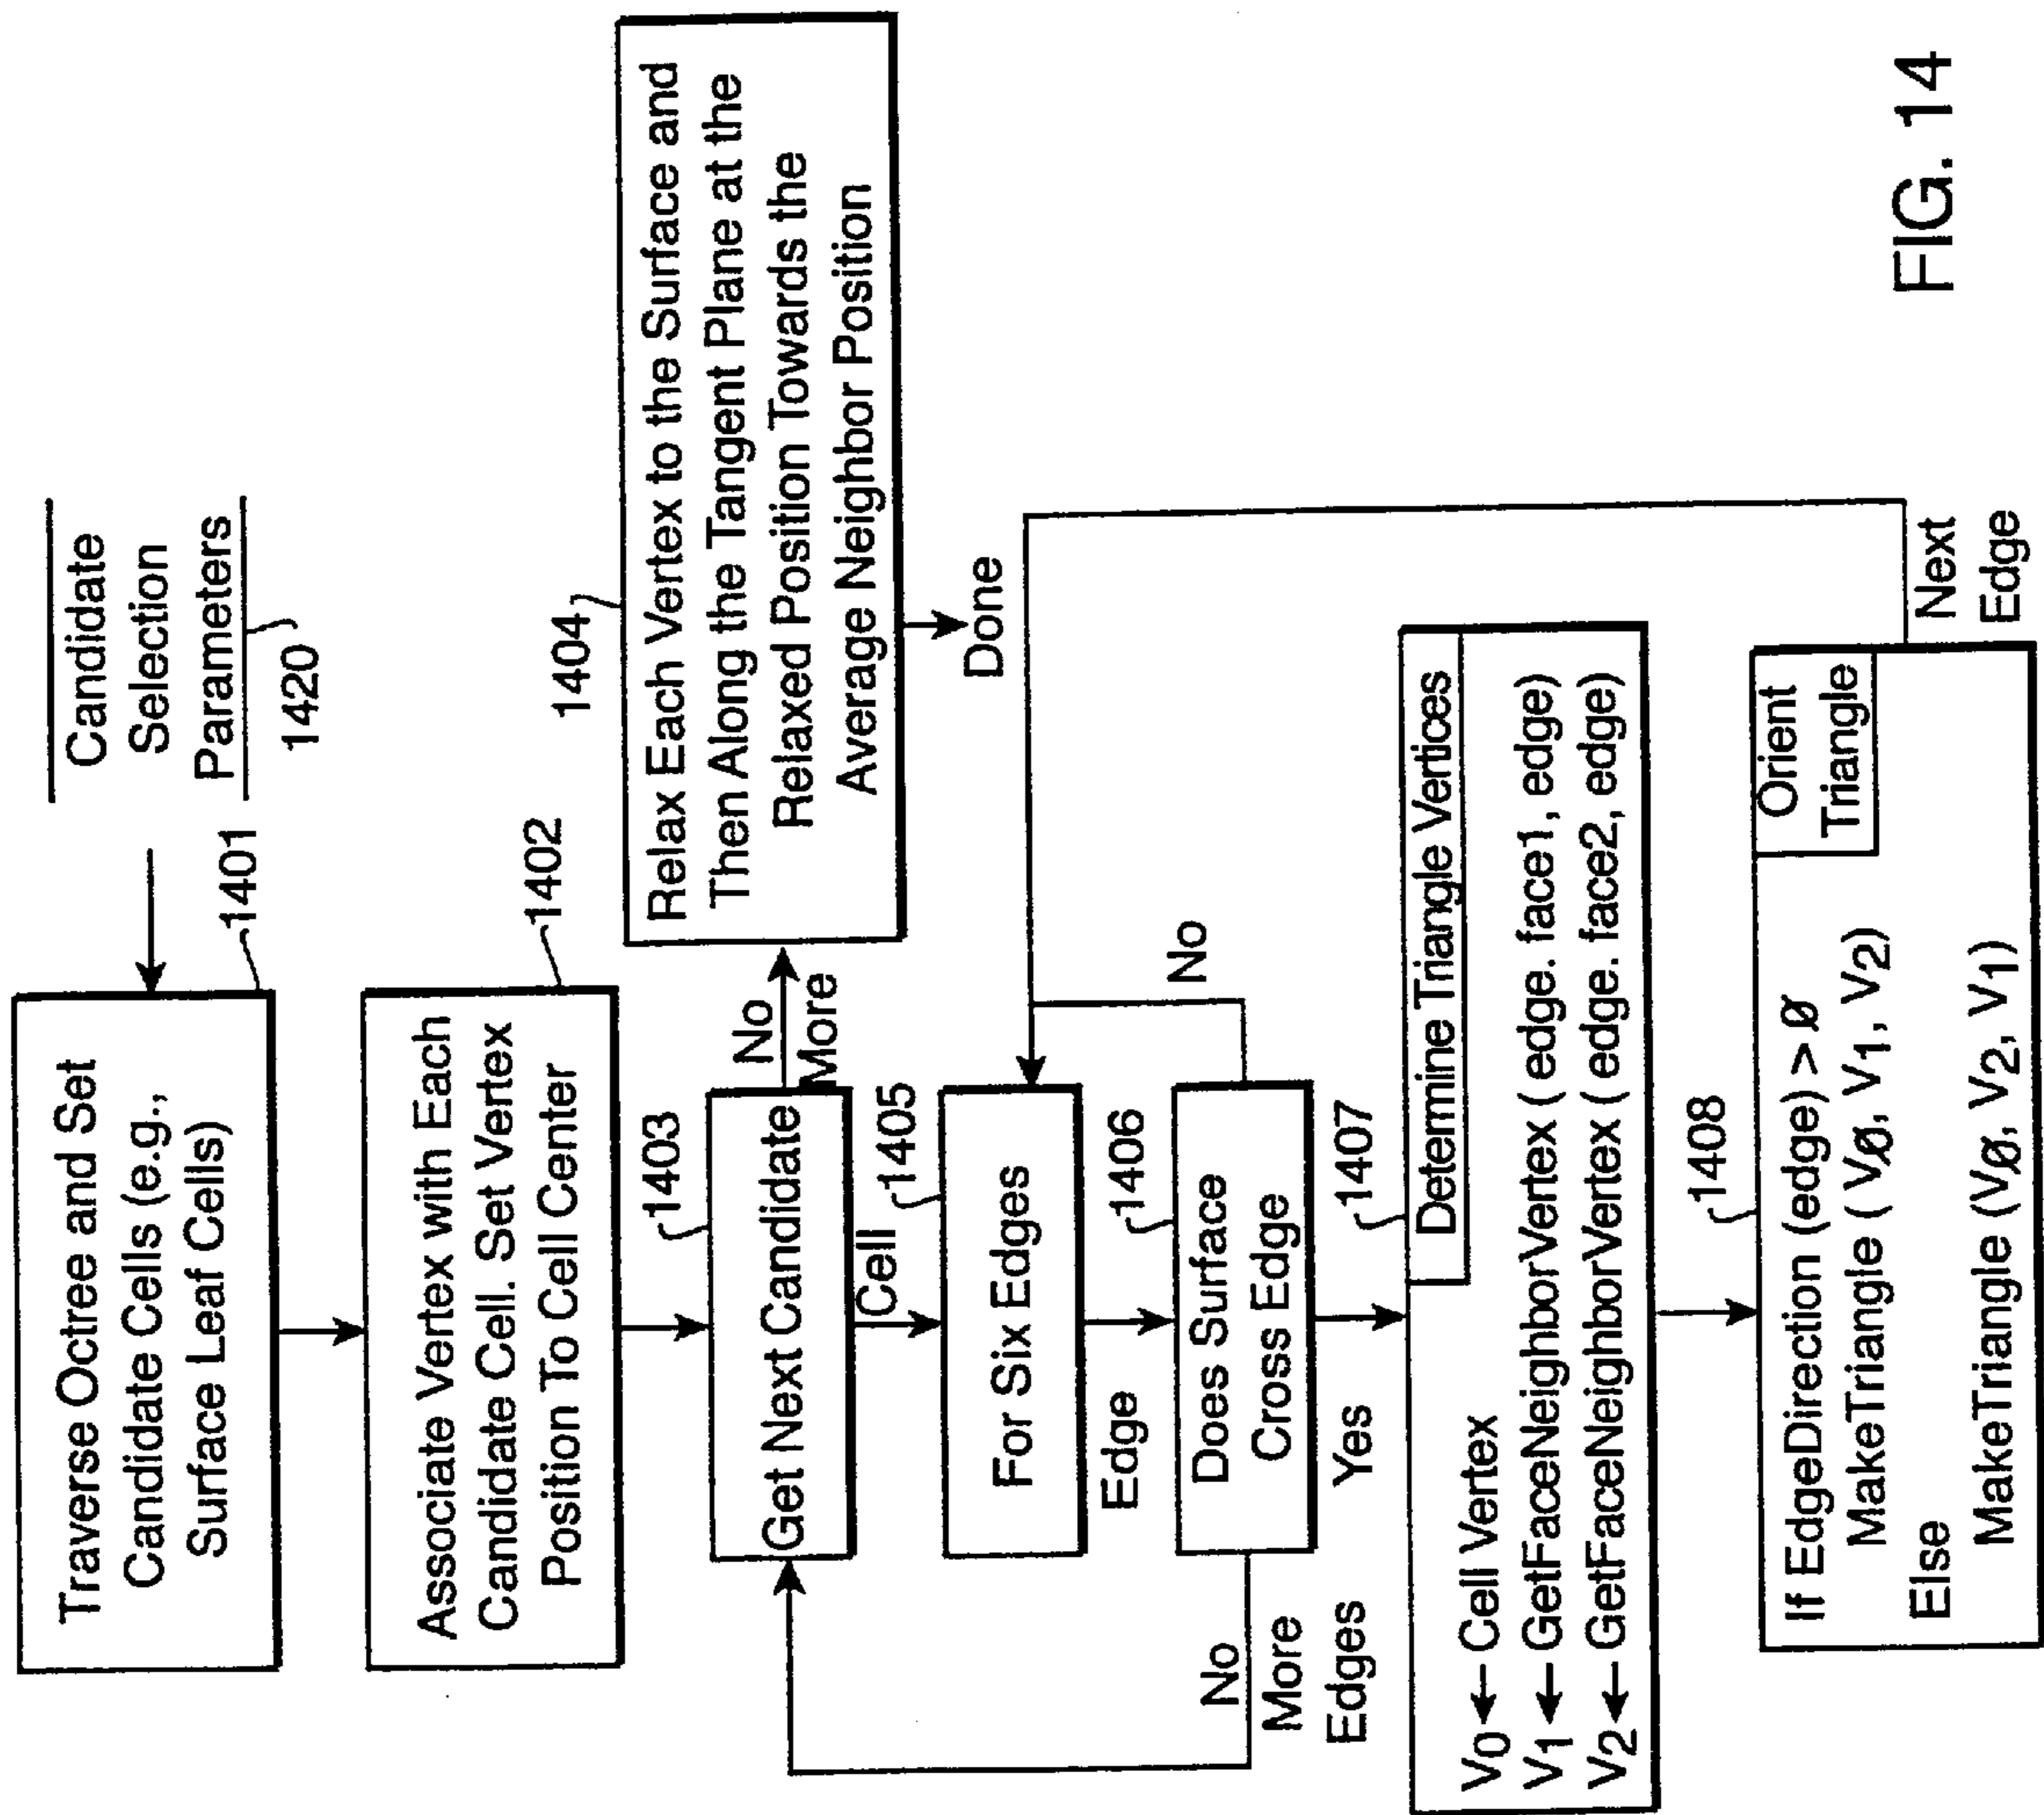 Candidate
Selection
Parameters
1420
Traverse Octree and Set
Candidate Cells (e.g.,
Surface Leaf Cells)
1401
Associate Vertex with Each
Candidate Cell. Set Vertex
Position To Cell Center
1402
1403
Get Next Candidate
No
More
1404
Relax Each Vertex to the Surface and
Then Along the Tangent Plane at the
Relaxed Position Towards the
Average Neighbor Position
Done
Cell
1405
For Six Edges
Edge
1406
Does Surface
Cross Edge
No
No
More
Edges
Yes
1407
Determine Triangle Vertices
V0 ← Cell Vertex
V1 ← GetFaceNeighborVertex ( edge. face1, edge)
V2 ← GetFaceNeighborVertex ( edge. face2, edge)
1408
Orient
Triangle
If EdgeDirection (edge) > Ø
MakeTriangle ( VØ, V1, V2)
Else
MakeTriangle (VØ, V2, V1)
Next
Edge
FIG. 14